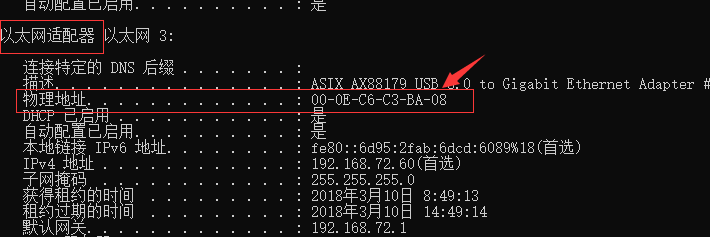 自动配置已启用. . . . . . . . . . : 是
以太网适配器 以太网 3:
连接特定的 DNS 后缀 . . . . . . . :
描述. . . . . . . . . . . . . . . : ASIX AX88179 USB 3.0 to Gigabit Ethernet Adapter #
物理地址. . . . . . . . . . . . . : 00-0E-C6-C3-BA-08
DHCP 已启用 . . . . . . . . . . . : 是
自动配置已启用. . . . . . . . . . : 是
本地链接 IPv6 地址. . . . . . . . : fe80::6d95:2fab:6dcd:6089%18(首选)
IPv4 地址 . . . . . . . . . . . . : 192.168.72.60(首选)
子网掩码 . . . . . . . . . . . . : 255.255.255.0
获得租约的时间 . . . . . . . . . : 2018年3月10日 8:49:13
租约过期的时间 . . . . . . . . . : 2018年3月10日 14:49:14
默认网关. . . . . . . . . . . . . : 192.168.72.1